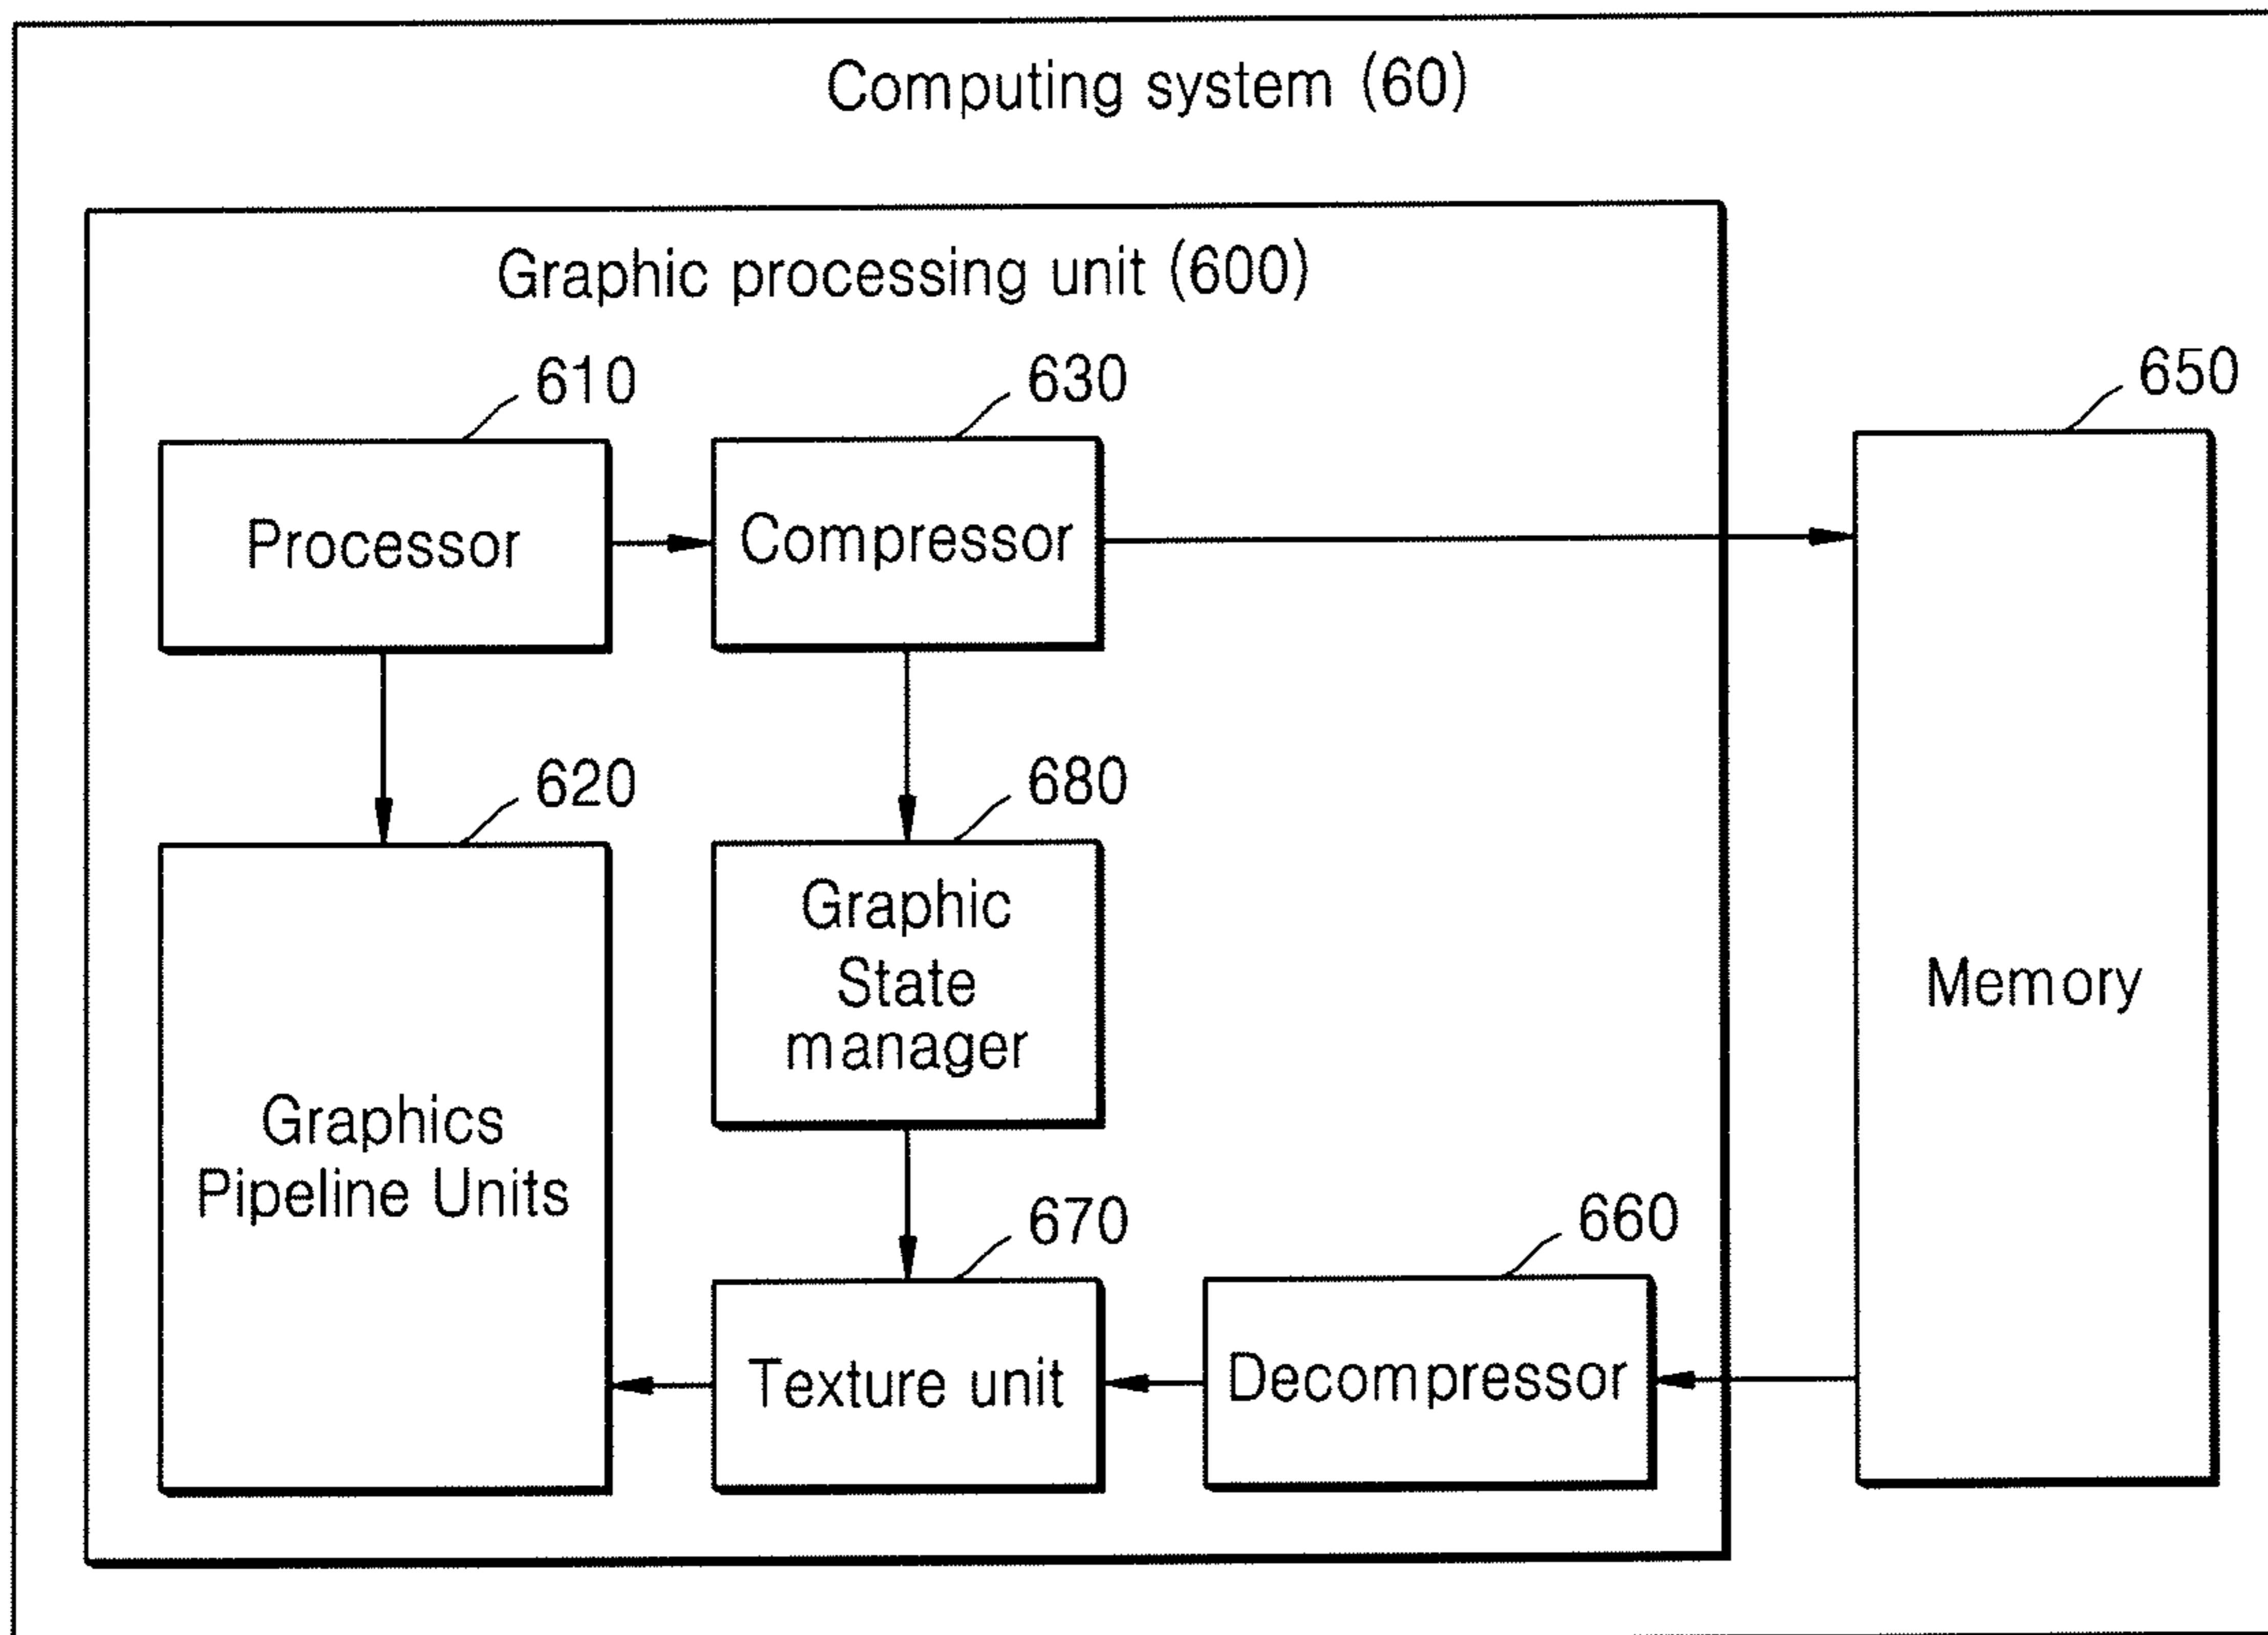 Computing system (60)
Graphic processing unit (600)
610
630
650
Processor
Compressor
620
680
Graphic
State
manager
Memory
Graphics
Pipeline Units
670
660
Texture unit
Decompressor